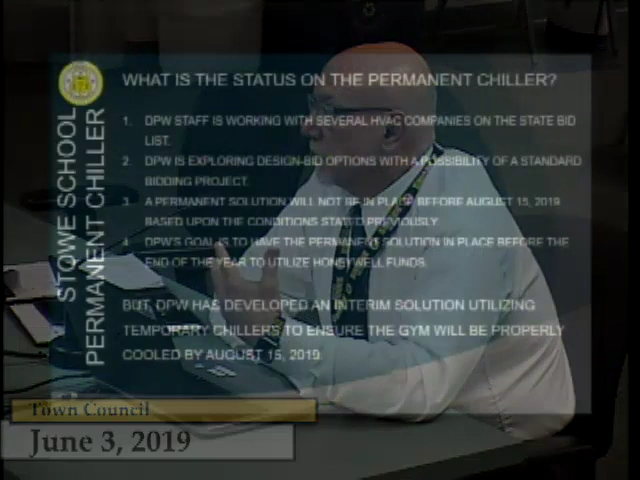 WHAT IS THE STATUS ON THE PERMANENT CHILLER?
STOWE SCHOOL
PERMANENT CHILLER
1. DPW STAFF IS WORKING WITH SEVERAL HVAC COMPANIES ON THE STATE BID
LIST.
2. DPW IS EXPLORING DESIGN-BID OPTIONS WITH A POSSIBILITY OF A STANDARD
BIDDING PROJECT.
3. A PERMANENT SOLUTION WILL NOT BE IN PLACE BEFORE AUGUST 15, 2019
BASED UPON THE CONDITIONS STATED PREVIOUSLY.
4. DPW'S GOAL IS TO HAVE THE PERMANENT SOLUTION IN PLACE BEFORE THE
END OF THE YEAR TO UTILIZE HONEYWELL FUNDS.
BUT, DPW HAS DEVELOPED AN INTERIM SOLUTION UTILIZING
TEMPORARY CHILLERS TO ENSURE THE GYM WILL BE PROPERLY
COOLED BY AUGUST 15, 2019
Town Council
June 3, 2019